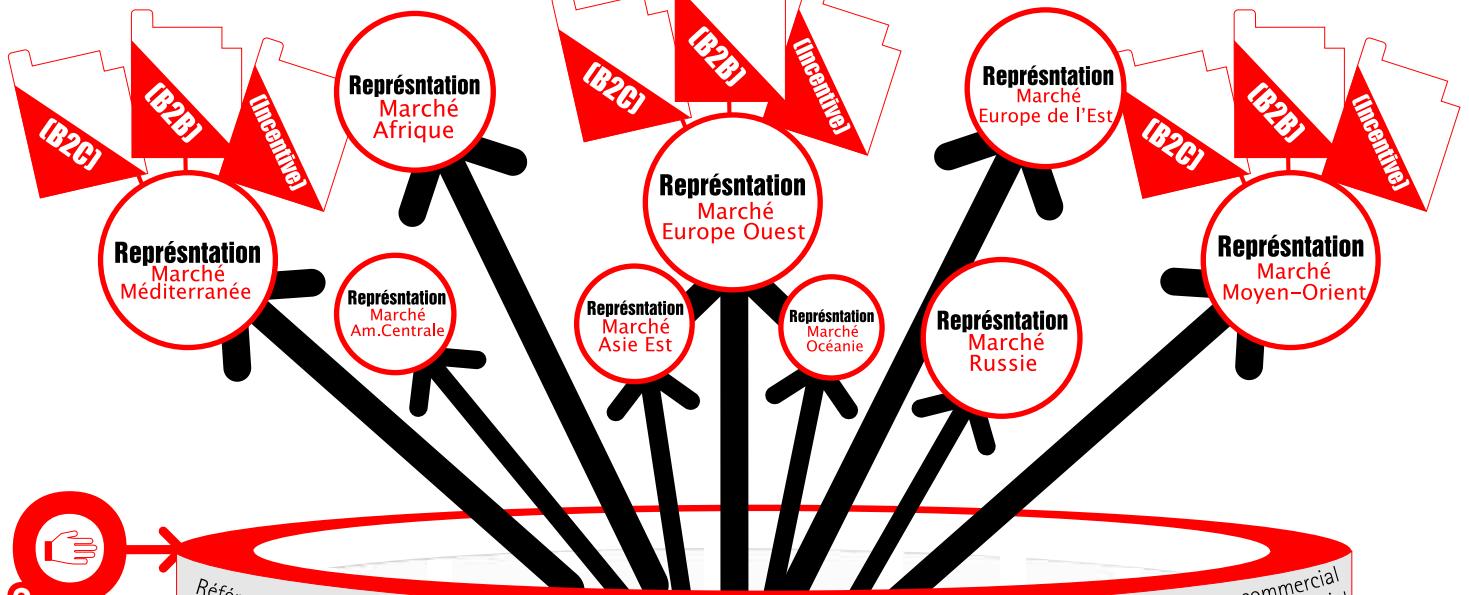 (B2C)
(B2B)
(Incentive)
Représntation
Marché
Afrique
(B2C)
(B2B)
(Incentive)
Représntation
Marché
Europe de l’Est
(B2C)
(B2B)
(Incentive)
Représntation
Marché
Méditerranée
Représntation
Marché
Europe Ouest
Représntation
Marché
Moyen-Orient
Représntation
Marché
Am.Centrale
Représntation
Marché
Asie Est
Représntation
Marché
Océanie
Représntation
Marché
Russie